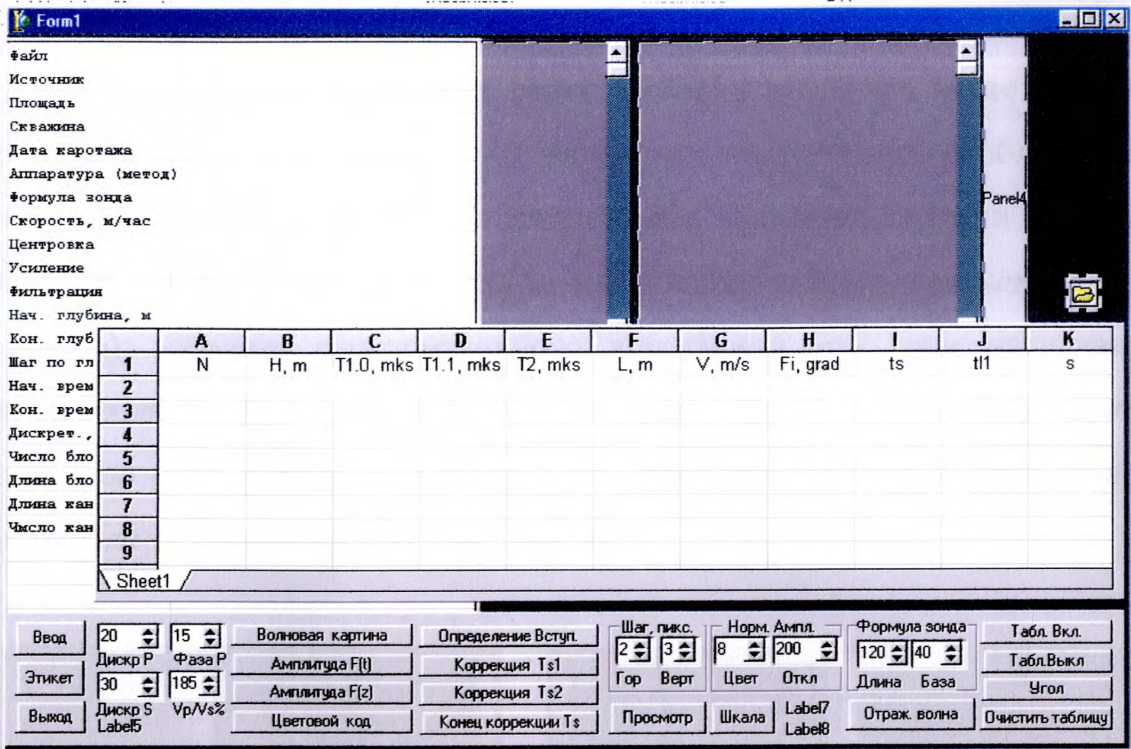 Form1
Файл
Источник
Площадь
Скважина
Дата каротажа
Аппаратура (метод)
Формула зонда
Скорость, м/час
Центровка
Усиление
Фильтрация
Нач. глубина, м
Кон. глуб
Шаг по гл
Нач. врем
Кон. врем
Дискрет.,
Число бло
Длина бло
Длина кан
Число кан
Panel4
A B C D E F G H I J K
1 N H, m T1.0, mks T1.1, mks T2, mks L, m V, m/s Fi, grad ts tl1 s
2
3
4
5
6
7
8
9
Sheet1
Ввод
Этикет
Выход
20 15
Дискр P Фаза P
30 185
Дискр S Vp/Vs%
Label5
Волновая картина
Амплитуда F(t)
Амплитуда F(z)
Цветовой код
Определение Вступ.
Коррекция Ts1
Коррекция Ts2
Конец коррекции Ts
Шаг, пикс.
2 3
Гор Верт
Норм. Ампл.
8 200
Цвет Откл
Формула зонда
120 40
Длина База
Просмотр
Шкала
Label7
Label8
Отраж. волна
Табл. Вкл.
Табл.Выкл
Угол
Очистить таблицу